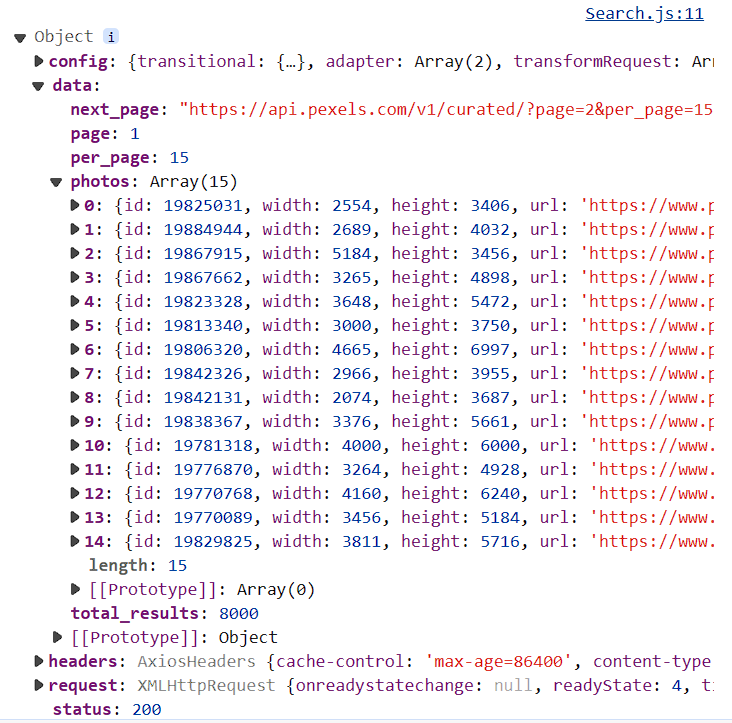 Search.js:11
Object i
config: {transitional: {…}, adapter: Array(2), transformRequest: Arr
data:
next_page: "https://api.pexels.com/v1/curated/?page=2&per_page=15
page: 1
per_page: 15
photos: Array(15)
0: {id: 19825031, width: 2554, height: 3406, url: 'https://www.p
1: {id: 19884944, width: 2689, height: 4032, url: 'https://www.p
2: {id: 19867915, width: 5184, height: 3456, url: 'https://www.p
3: {id: 19867662, width: 3265, height: 4898, url: 'https://www.p
4: {id: 19823328, width: 3648, height: 5472, url: 'https://www.p
5: {id: 19813340, width: 3000, height: 3750, url: 'https://www.p
6: {id: 19806320, width: 4665, height: 6997, url: 'https://www.p
7: {id: 19842326, width: 2966, height: 3955, url: 'https://www.p
8: {id: 19842131, width: 2074, height: 3687, url: 'https://www.p
9: {id: 19838367, width: 3376, height: 5661, url: 'https://www.p
10: {id: 19781318, width: 4000, height: 6000, url: 'https://www.
11: {id: 19776870, width: 3264, height: 4928, url: 'https://www.
12: {id: 19770768, width: 4160, height: 6240, url: 'https://www.
13: {id: 19770089, width: 3456, height: 5184, url: 'https://www.
14: {id: 19829825, width: 3811, height: 5716, url: 'https://www.
length: 15
[[Prototype]]: Array(0)
total_results: 8000
[[Prototype]]: Object
headers: AxiosHeaders {cache-control: 'max-age=86400', content-type
request: XMLHttpRequest {onreadystatechange: null, readyState: 4, ti
status: 200